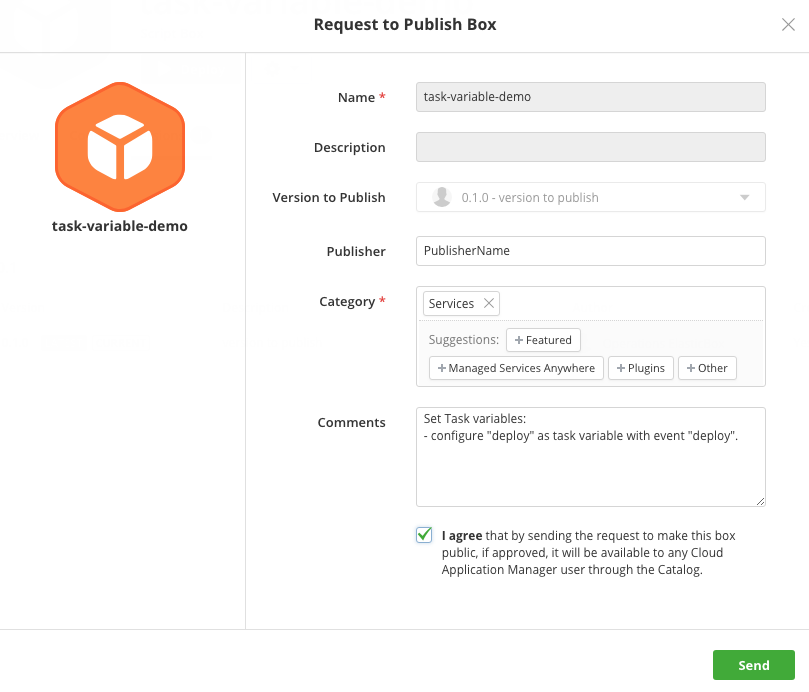 Request to Publish Box
task-variable-demo
Name *
task-variable-demo
Description
Version to Publish
0.1.0 - version to publish
Publisher
PublisherName
Category *
Services
Suggestions:
+ Featured
+ Managed Services Anywhere
+ Plugins
+ Other
Comments
Set Task variables:
- configure "deploy" as task variable with event "deploy".
I agree that by sending the request to make this box
public, if approved, it will be available to any Cloud
Application Manager user through the Catalog.
Send